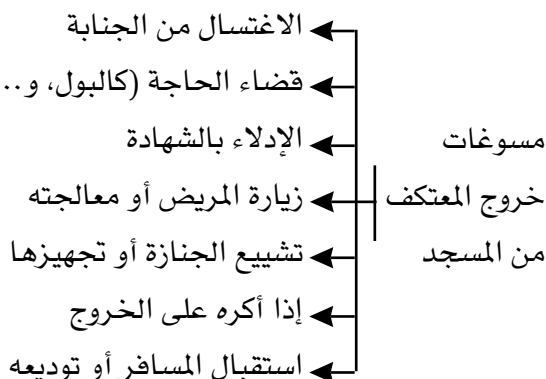 مسوغات
خروج المعتكف
من المسجد
الاغتسال من الجنابة
قضاء الحاجة (كالبول، و..
الإدلاء بالشهادة
زيارة المريض أو معالجته
تشييع الجنازة أو تجهيزها
إذا أكره على الخروج
استقبال المسافر أو توديعه